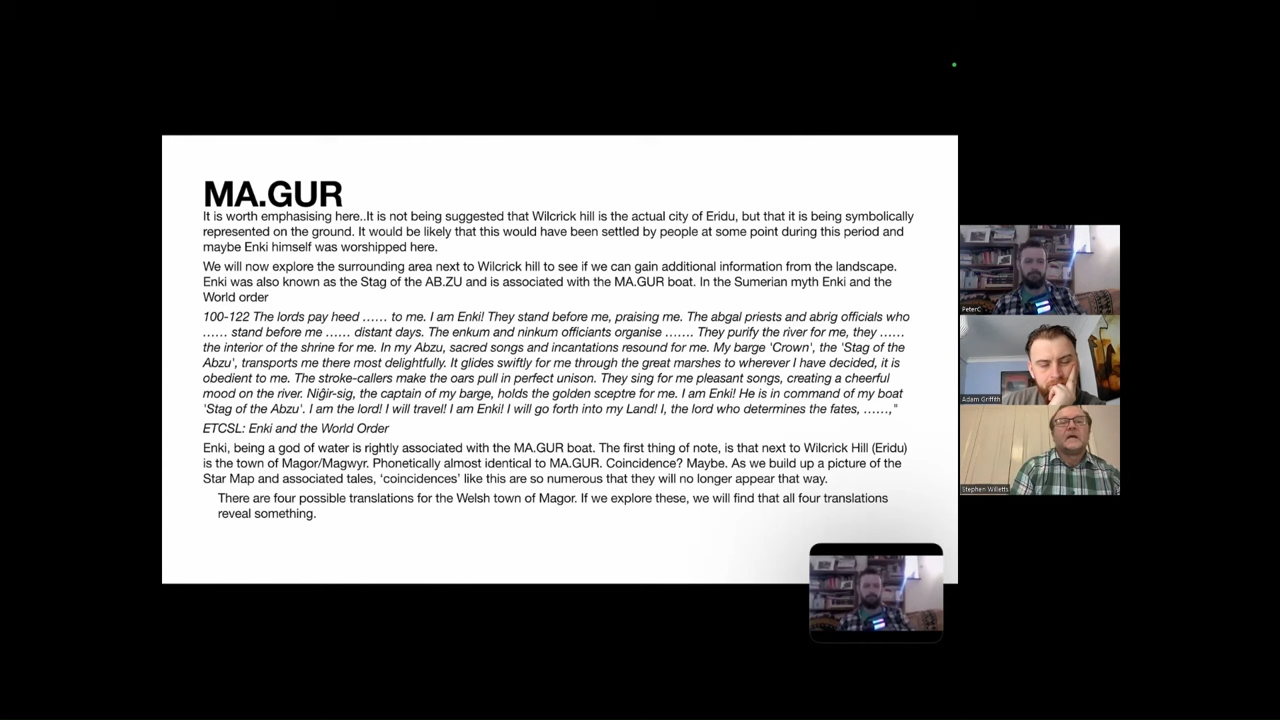 MA.GUR
It is worth emphasising here..It is not being suggested that Wilcrick hill is the actual city of Eridu, but that it is being symbolically
represented on the ground. It would be likely that this would have been settled by people at some point during this period and
maybe Enki himself was worshipped here.
We will now explore the surrounding area next to Wilcrick hill to see if we can gain additional information from the landscape.
Enki was also known as the Stag of the AB.ZU and is associated with the MA.GUR boat. In the Sumerian myth Enki and the
World order
100-122 The lords pay heed …… to me. I am Enki! They stand before me, praising me. The abgal priests and abrig officials who
…… stand before me …… distant days. The enkum and ninkum officiants organise ……. They purify the river for me, they ……
the interior of the shrine for me. In my Abzu, sacred songs and incantations resound for me. My barge 'Crown', the 'Stag of the
Abzu', transports me there most delightfully. It glides swiftly for me through the great marshes to wherever I have decided, it is
obedient to me. The stroke-callers make the oars pull in perfect unison. They sing for me pleasant songs, creating a cheerful
mood on the river. Niĝir-sig, the captain of my barge, holds the golden sceptre for me. I am Enki! He is in command of my boat
'Stag of the Abzu'. I am the lord! I will travel! I am Enki! I will go forth into my Land! I, the lord who determines the fates, ……,"
ETCSL: Enki and the World Order
Enki, being a god of water is rightly associated with the MA.GUR boat. The first thing of note, is that next to Wilcrick Hill (Eridu)
is the town of Magor/Magwyr. Phonetically almost identical to MA.GUR. Coincidence? Maybe. As we build up a picture of the
Star Map and associated tales, ‘coincidences’ like this are so numerous that they will no longer appear that way.
There are four possible translations for the Welsh town of Magor. If we explore these, we will find that all four translations
reveal something.
PeterC
Adam Griffith
Stephen Willetts